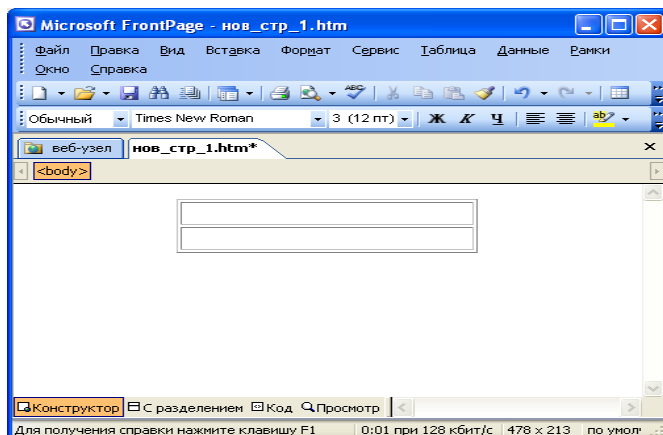 Microsoft FrontPage - нов_стр_1.htm
Файл Правка Вид Вставка Формат Сервис Таблица Данные Рамки
Окно Справка
ABC
Обычный Times New Roman 3 (12 пт) Ж К Ч ab
веб-узел нов_стр_1.htm*
<body>
Конструктор С разделением Код Просмотр
Для получения справки нажмите клавишу F1 0:01 при 128 кбит/с 478 x 213 по умол